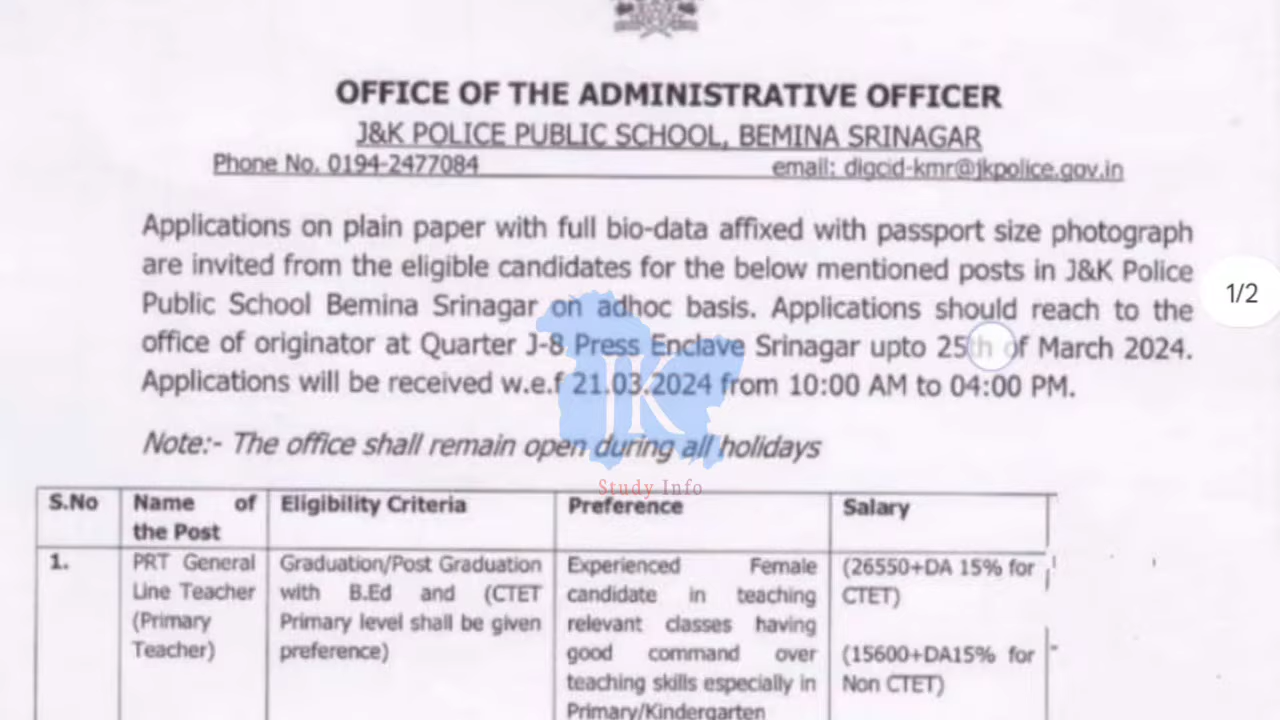 OFFICE OF THE ADMINISTRATIVE OFFICER
J&K POLICE PUBLIC SCHOOL, BEMINA SRINAGAR
Phone No. 0194-2477084 email: digcid-kmr@jkpolice.gov.in
Applications on plain paper with full bio-data affixed with passport size photograph
are invited from the eligible candidates for the below mentioned posts in J&K Police
Public School Bemina Srinagar on adhoc basis. Applications should reach to the
office of originator at Quarter J-8 Press Enclave Srinagar upto 25th of March 2024.
Applications will be received w.e.f 21.03.2024 from 10:00 AM to 04:00 PM.
1/2
JK
Study Info
Note:- The office shall remain open during all holidays
S.No
Name of
the Post
Eligibility Criteria
Preference
Salary
1.
PRT General
Line Teacher
(Primary
Teacher)
Graduation/Post Graduation
with B.Ed and (CTET
Primary level shall be given
preference)
Experienced Female
candidate in teaching
relevant classes having
good command over
teaching skills especially in
Primary/Kindergarten
(26550+DA 15% for
CTET)
(15600+DA15% for
Non CTET)